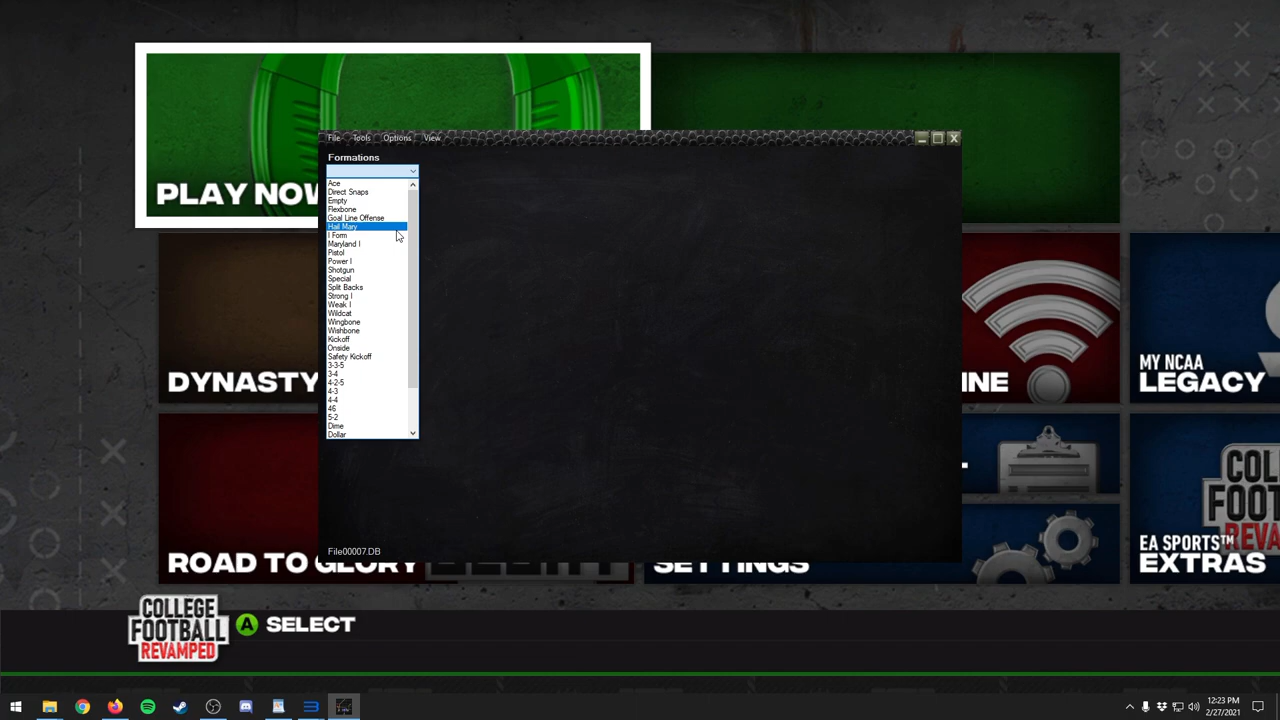 PLAY NOW
File Tools Options View
Formations
Ace
Direct Snaps
Empty
Flexbone
Goal Line Offense
Hail Mary
I Form
Maryland I
Pistol
Power I
Shotgun
Special
Split Backs
Strong I
Weak I
Wildcat
Wingbone
Wishbone
Kickoff
Onside
Safety Kickoff
3-3-5
3-4
4-2-5
4-3
4-4
46
5-2
Dime
Dollar
File00007.DB
DYNASTY
INE
MY NCAA
LEGACY
ROAD TO GLORY
SETTINGS
EA SPORTS™
EXTRAS
COLLEGE
FOOTBALL
REVAMPED
A SELECT
12:23 PM
2/27/2021